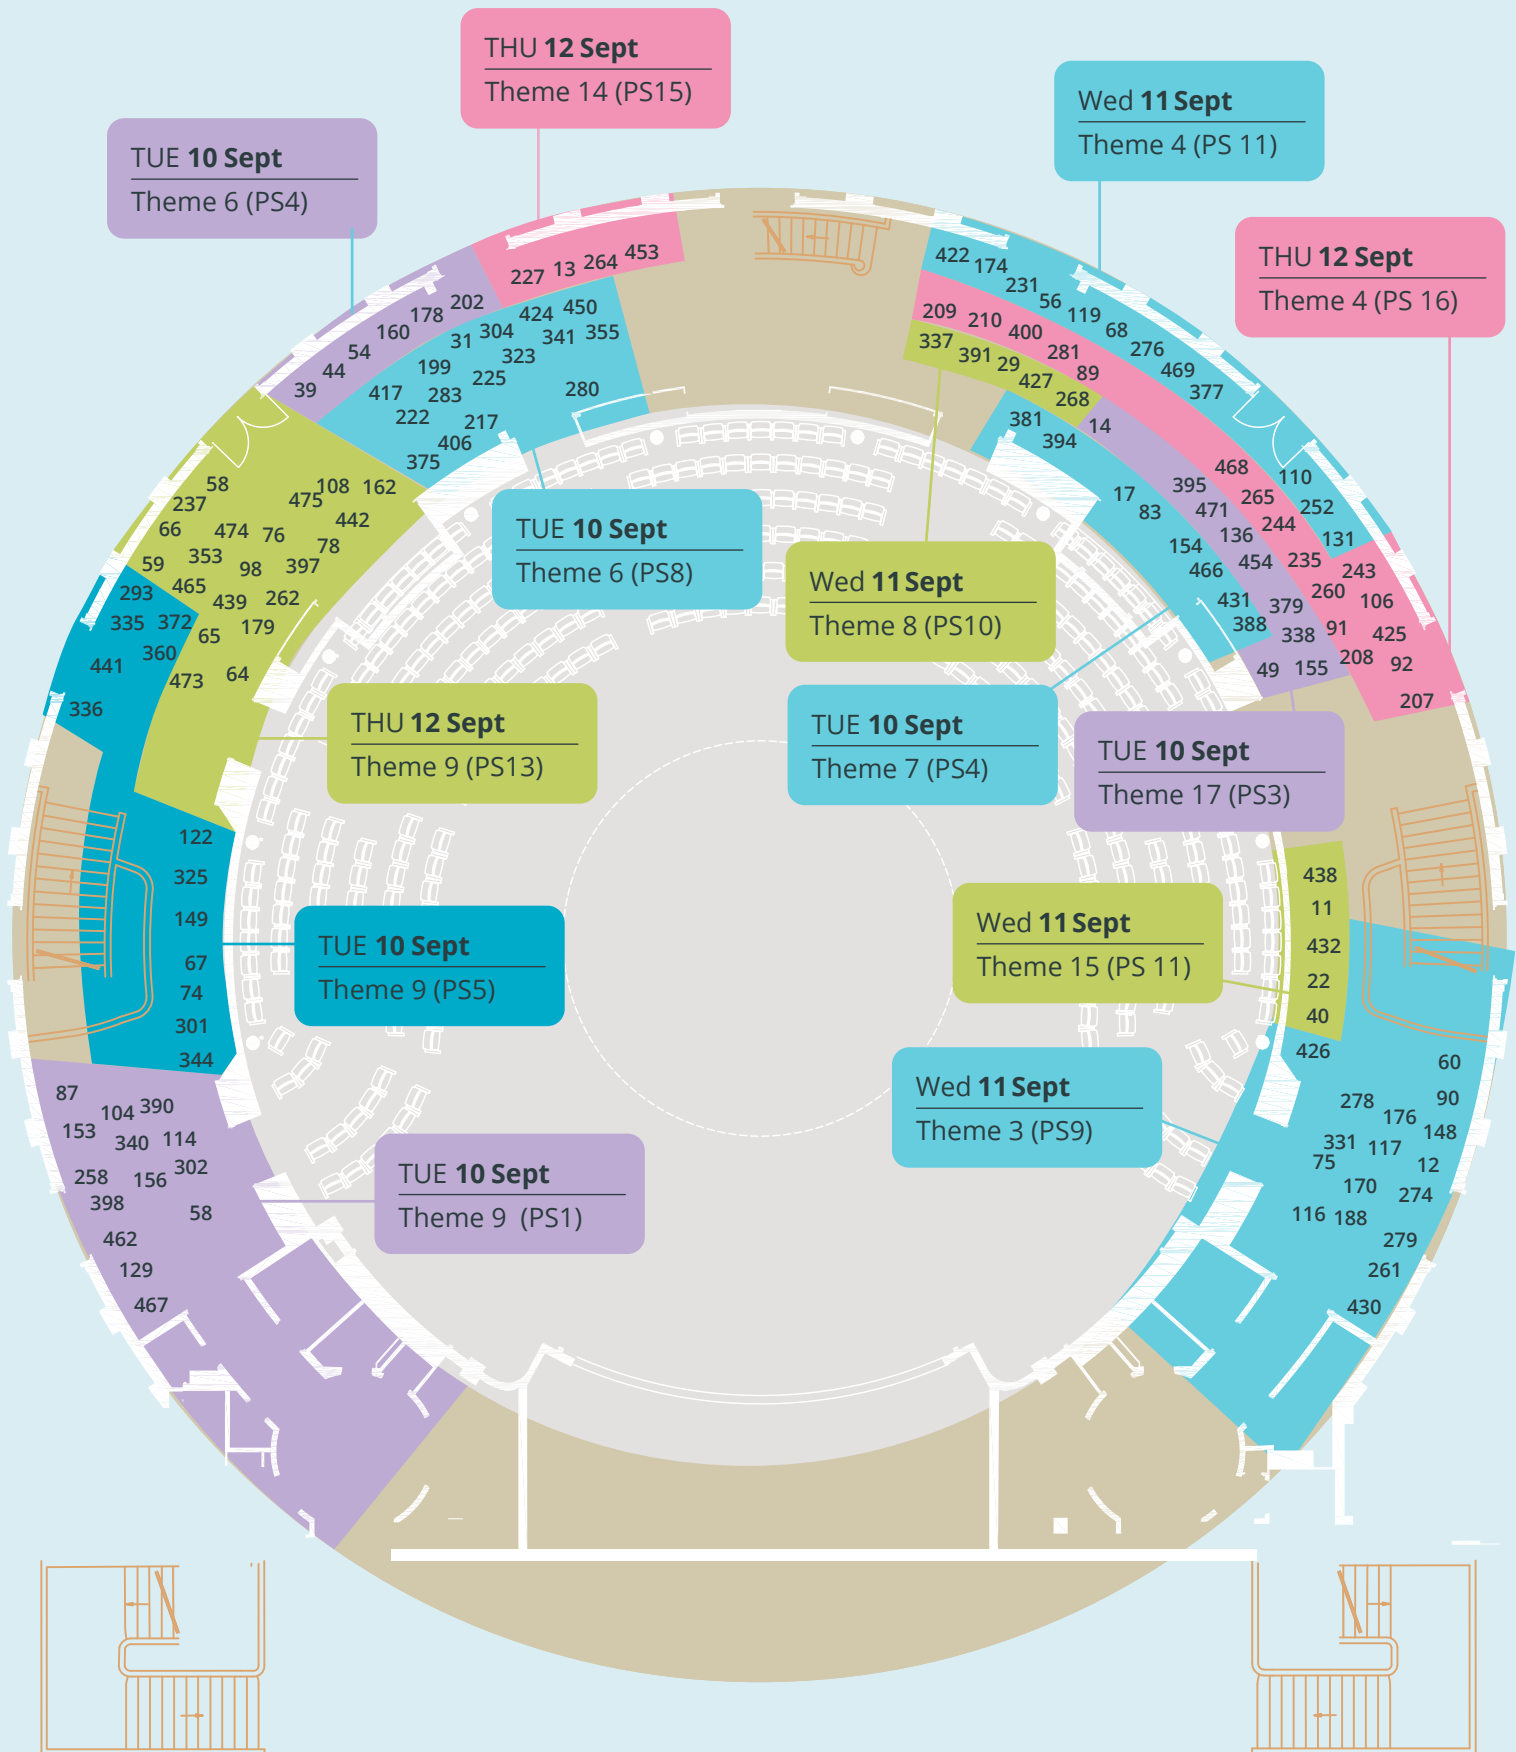 THU 12 Sept
Theme 14 (PS15)
Wed 11 Sept
Theme 4 (PS 11)
TUE 10 Sept
Theme 6 (PS4)
THU 12 Sept
Theme 4 (PS 16)
227 13 264 453
39 44 54 160 178 202
31 304 424 450
199 323 341 355
417 283 225 280
222 217
406
375
422 174 231 56 119 68 276 469 377
110 252 131
209 210 400 281 89
468 265 244 235 260 243 106
91 425
208 92
207
337 391 29 427 268
14
395 471 136 454 379 338
49 155
381 394
17 83 154 466 431 388
TUE 10 Sept
Theme 6 (PS8)
Wed 11 Sept
Theme 8 (PS10)
58 475 108 162
237
66 474 76 442
59 353 98 397 78
465 439 262
65 179
473 64
293
335 372
441 360
336
THU 12 Sept
Theme 9 (PS13)
TUE 10 Sept
Theme 7 (PS4)
TUE 10 Sept
Theme 17 (PS3)
122
325
149
67
74
301
344
TUE 10 Sept
Theme 9 (PS5)
Wed 11 Sept
Theme 15 (PS 11)
438
11
432
22
40
Wed 11 Sept
Theme 3 (PS9)
426 60
278 176 90
331 117 148
75 12
170 274
116 188
279
261
430
87
104 390
153 340 114
258 156 302
398 58
462
129
467
TUE 10 Sept
Theme 9 (PS1)